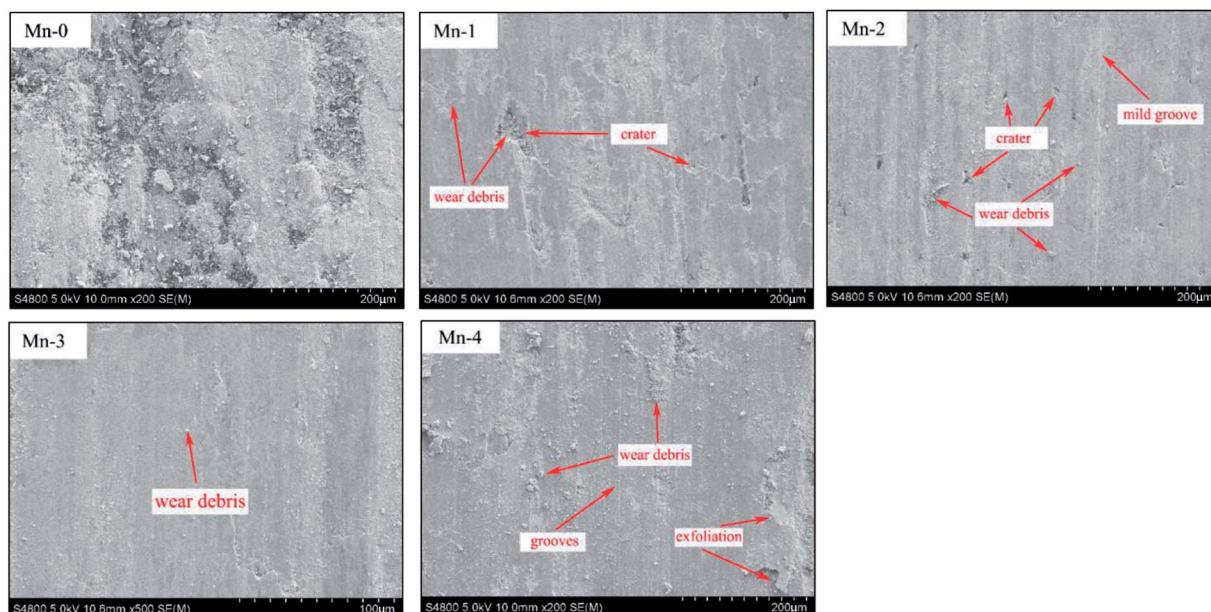 Mn-0
S4800 5.0kV 10.0mm x200 SE(M)
200µm
Mn-1
crater
wear debris
S4800 5.0kV 10.6mm x200 SE(M)
200µm
Mn-2
mild groove
crater
wear debris
S4800 5.0kV 10.6mm x200 SE(M)
200µm
Mn-3
wear debris
S4800 5.0kV 10.6mm x500 SE(M)
100µm
Mn-4
wear debris
grooves
exfoliation
S4800 5.0kV 10.0mm x200 SE(M)
200µm